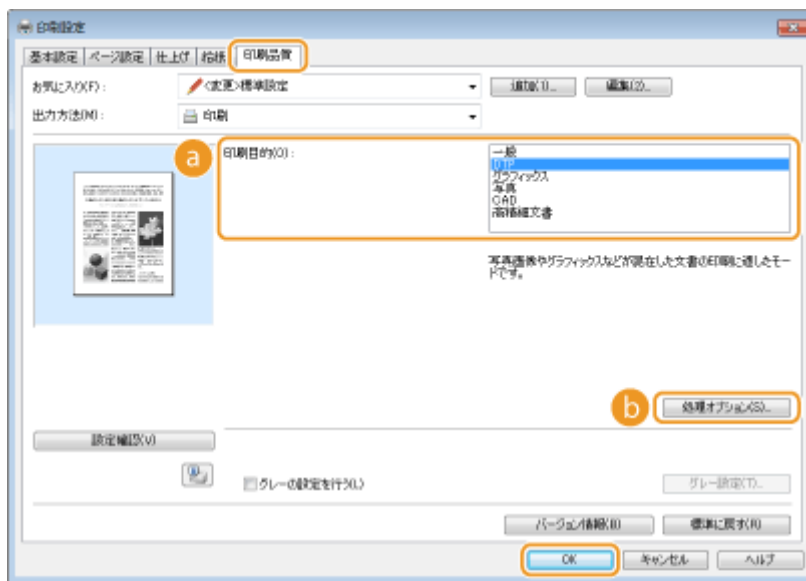 印刷設定
基本設定 ページ設定 仕上げ 給紙 印刷品質
お気に入り(F): <変更>標準設定 追加(1)... 編集(2)...
出力方法(M): 印刷
a 印刷目的(O): 一般
DTP
グラフィックス
写真
CAD
高精細文書
写真画像やグラフィックスなどが混在した文書の印刷に適したモー
ドです。
b 処理オプション(S)...
設定確認(V)
グレーの設定を行う(L) グレー設定(T)...
バージョン情報(B) 標準に戻す(R)
OK キャンセル ヘルプ